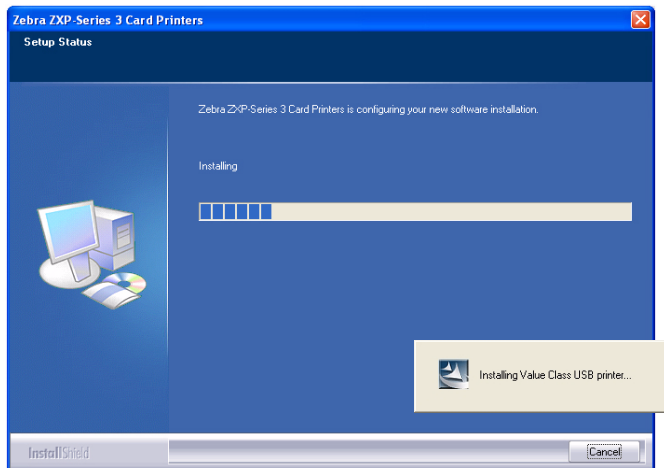 Zebra ZXP-Series 3 Card Printers
Setup Status
Zebra ZXP-Series 3 Card Printers is configuring your new software installation.
Installing
Installing Value Class USB printer...
InstallShield
Cancel